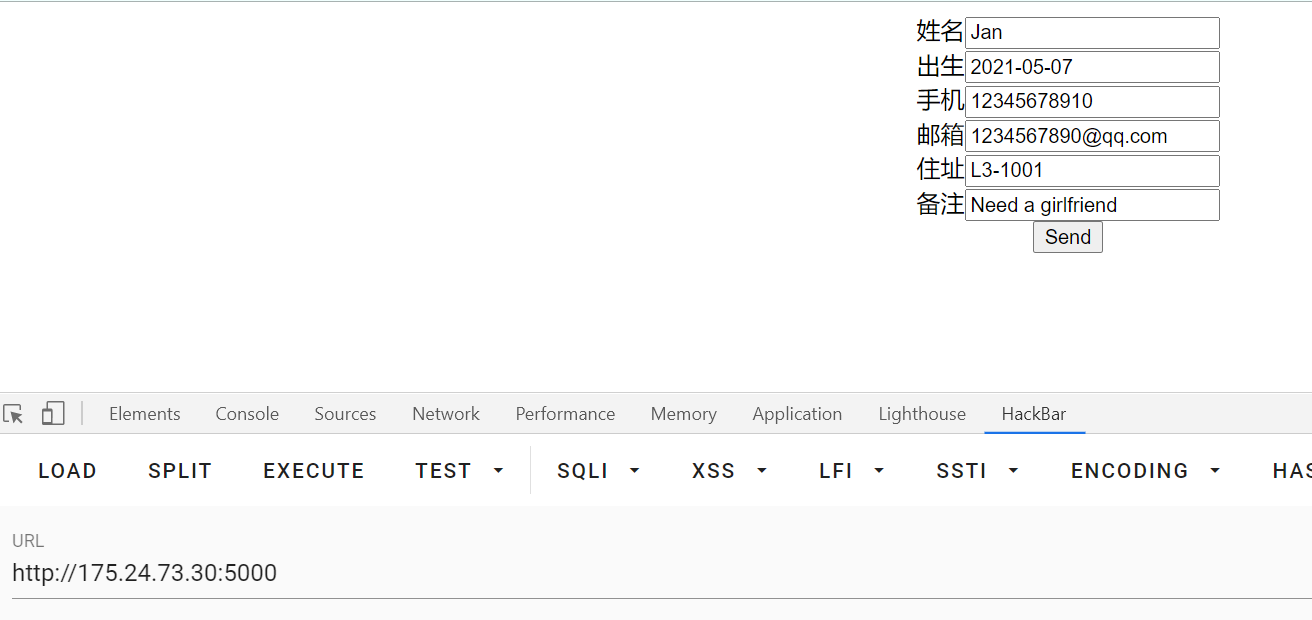 姓名 Jan
出生 2021-05-07
手机 12345678910
邮箱 1234567890@qq.com
住址 L3-1001
备注 Need a girlfriend
Send
Elements Console Sources Network Performance Memory Application Lighthouse HackBar
LOAD SPLIT EXECUTE TEST SQLI XSS LFI SSTI ENCODING HAS
URL
http://175.24.73.30:5000